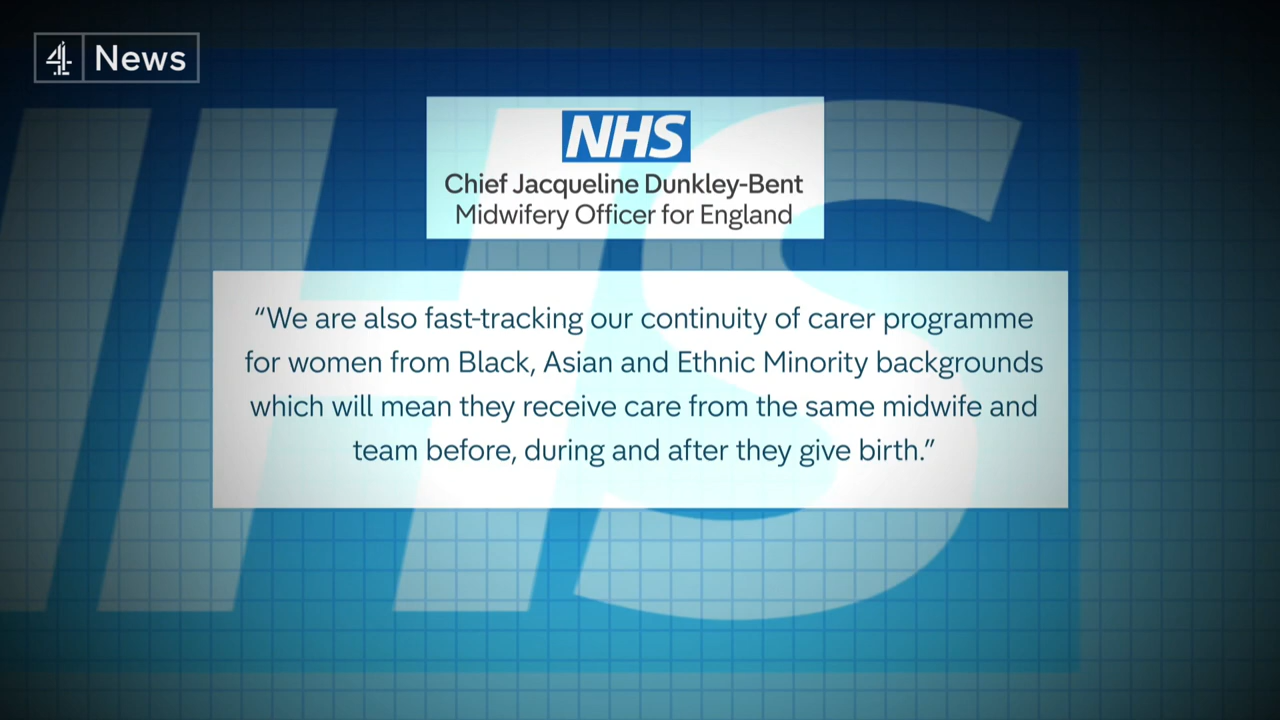 4 News
NHS
Chief Jacqueline Dunkley-Bent
Midwifery Officer for England
“We are also fast-tracking our continuity of carer programme
for women from Black, Asian and Ethnic Minority backgrounds
which will mean they receive care from the same midwife and
team before, during and after they give birth.”
HS